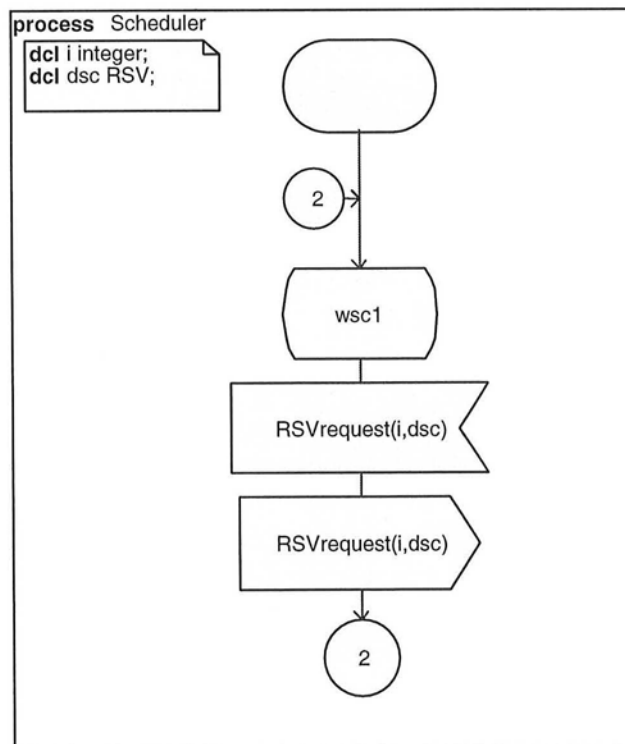 process Scheduler
dcl i integer;
dcl dsc RSV;
2
wsc1
RSVrequest(i,dsc)
RSVrequest(i,dsc)
2